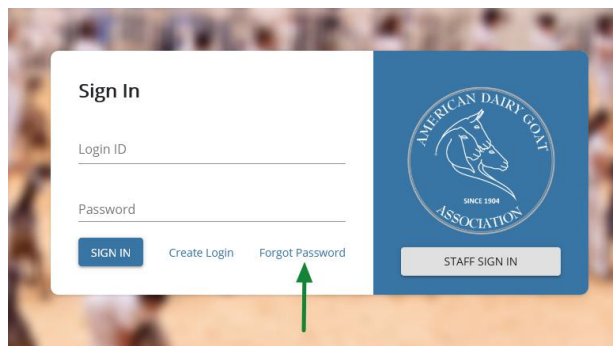 Sign In
Login ID
Password
SIGN IN
Create Login
Forgot Password
AMERICAN DAIRY GOAT
SINCE 1904
ASSOCIATION
STAFF SIGN IN